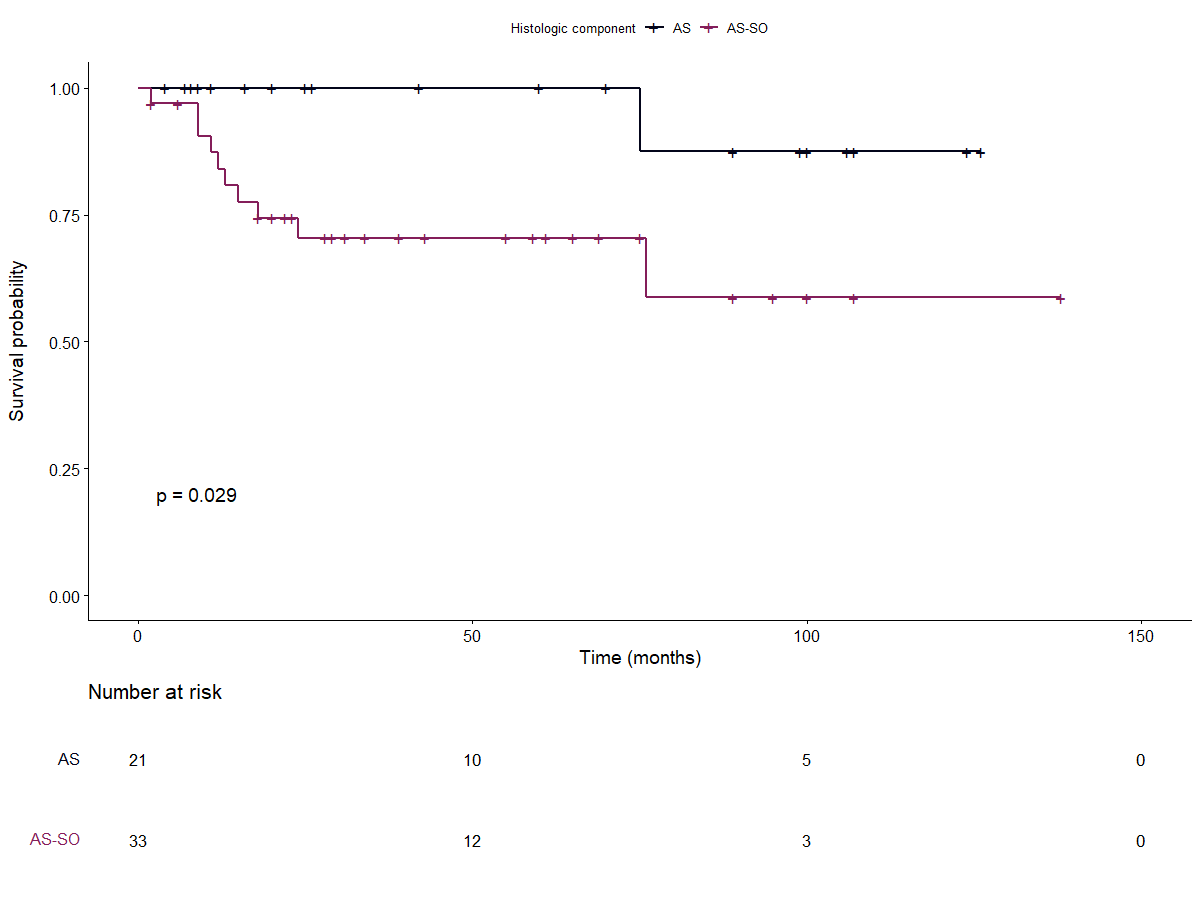 Histologic component AS AS-SO
1.00
0.75
0.50
0.25
0.00
Survival probability
p = 0.029
0 50 100 150
Time (months)
Number at risk
AS 21 10 5 0
AS-SO 33 12 3 0